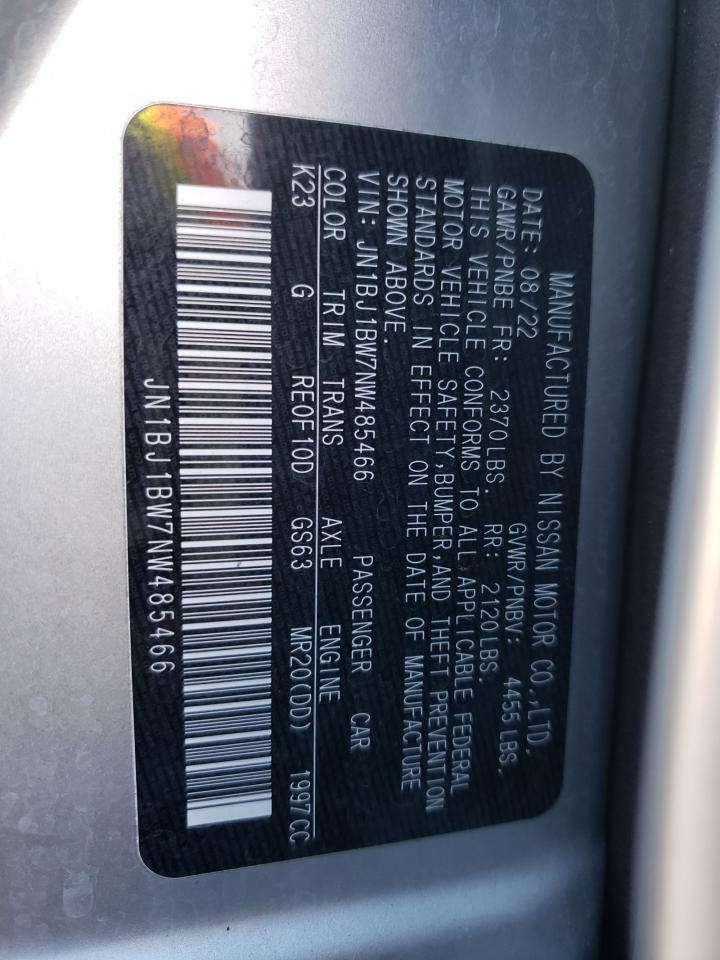 MANUFACTURED BY NISSAN MOTOR CO.,LTD.
DATE: 08/22 GVWR/PNBV: 4455 LBS.
GAWR/PNBE FR: 2370LBS. RR: 2120LBS.
THIS VEHICLE CONFORMS TO ALL APPLICABLE FEDERAL
MOTOR VEHICLE SAFETY,BUMPER,AND THEFT PREVENTION
STANDARDS IN EFFECT ON THE DATE OF MANUFACTURE
SHOWN ABOVE.
VIN: JN1BJ1BW7NW485466 PASSENGER CAR
COLOR TRIM TRANS AXLE ENGINE
K23 G RE0F10D GS63 MR20(DD) 1997CC
JN1BJ1BW7NW485466